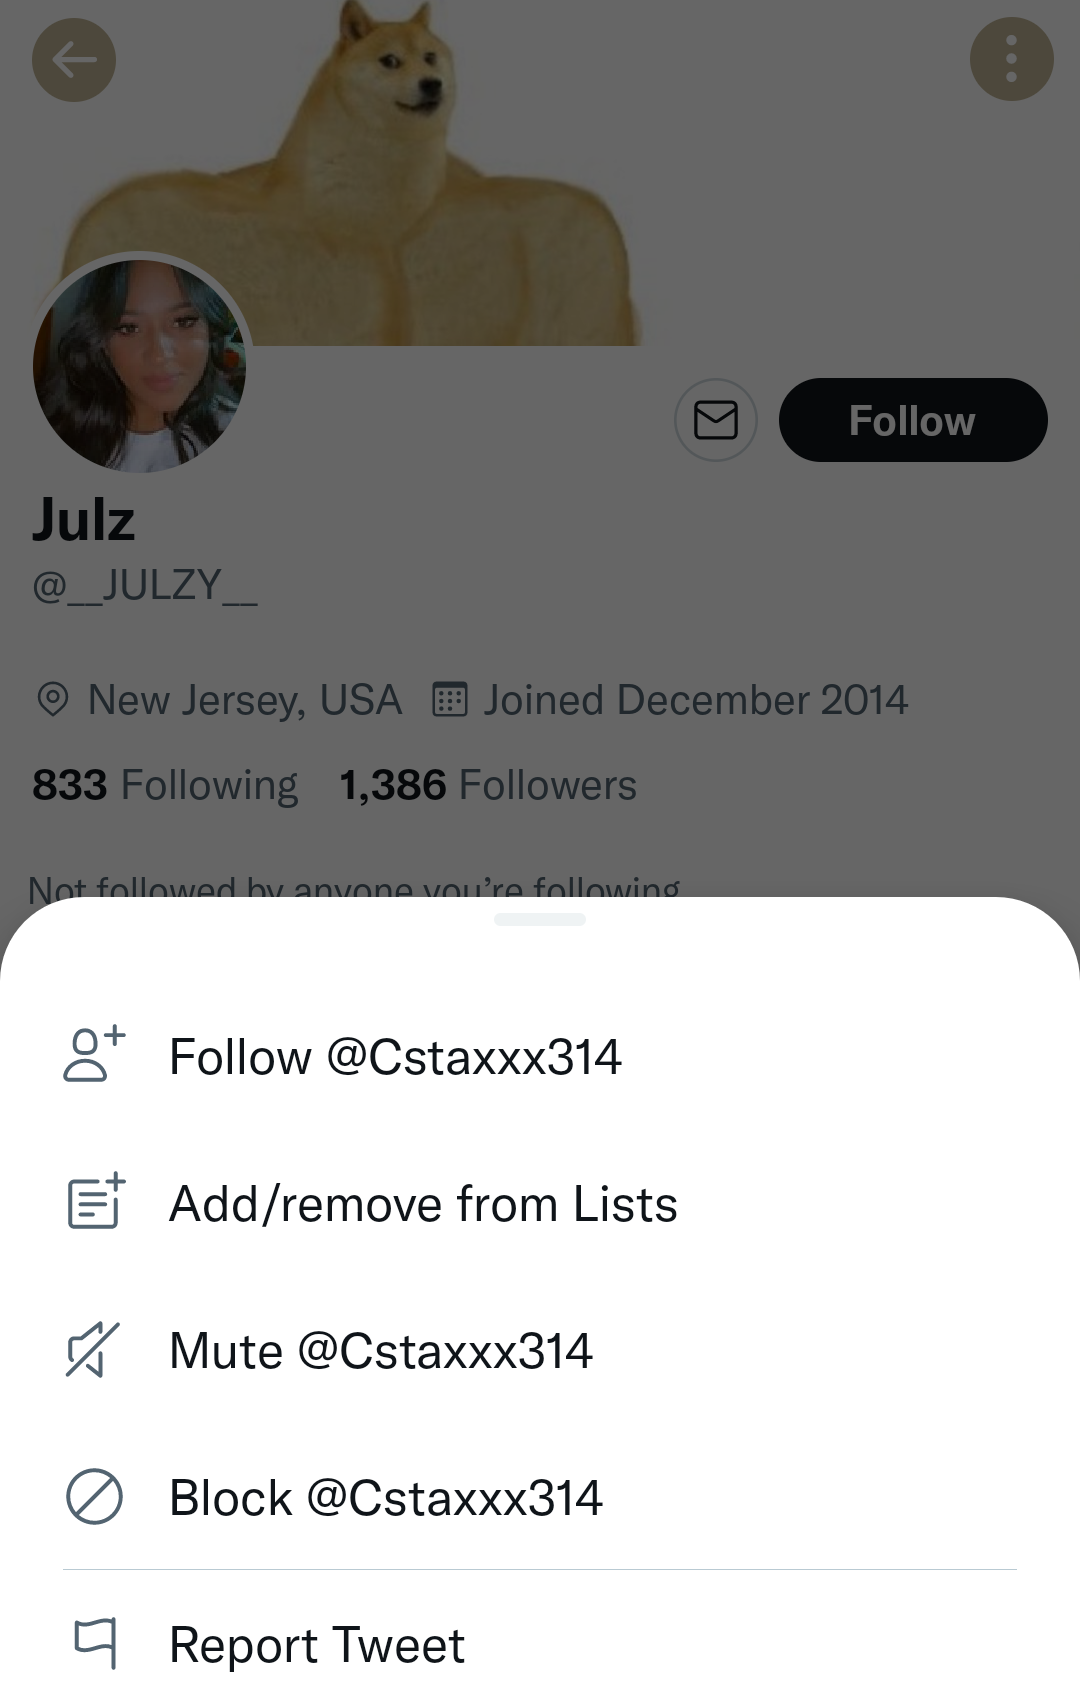 Follow
Julz
@__JULZY__
New Jersey, USA Joined December 2014
833 Following 1,386 Followers
Not followed by anyone you’re following
Follow @Cstaxxx314
Add/remove from Lists
Mute @Cstaxxx314
Block @Cstaxxx314
Report Tweet